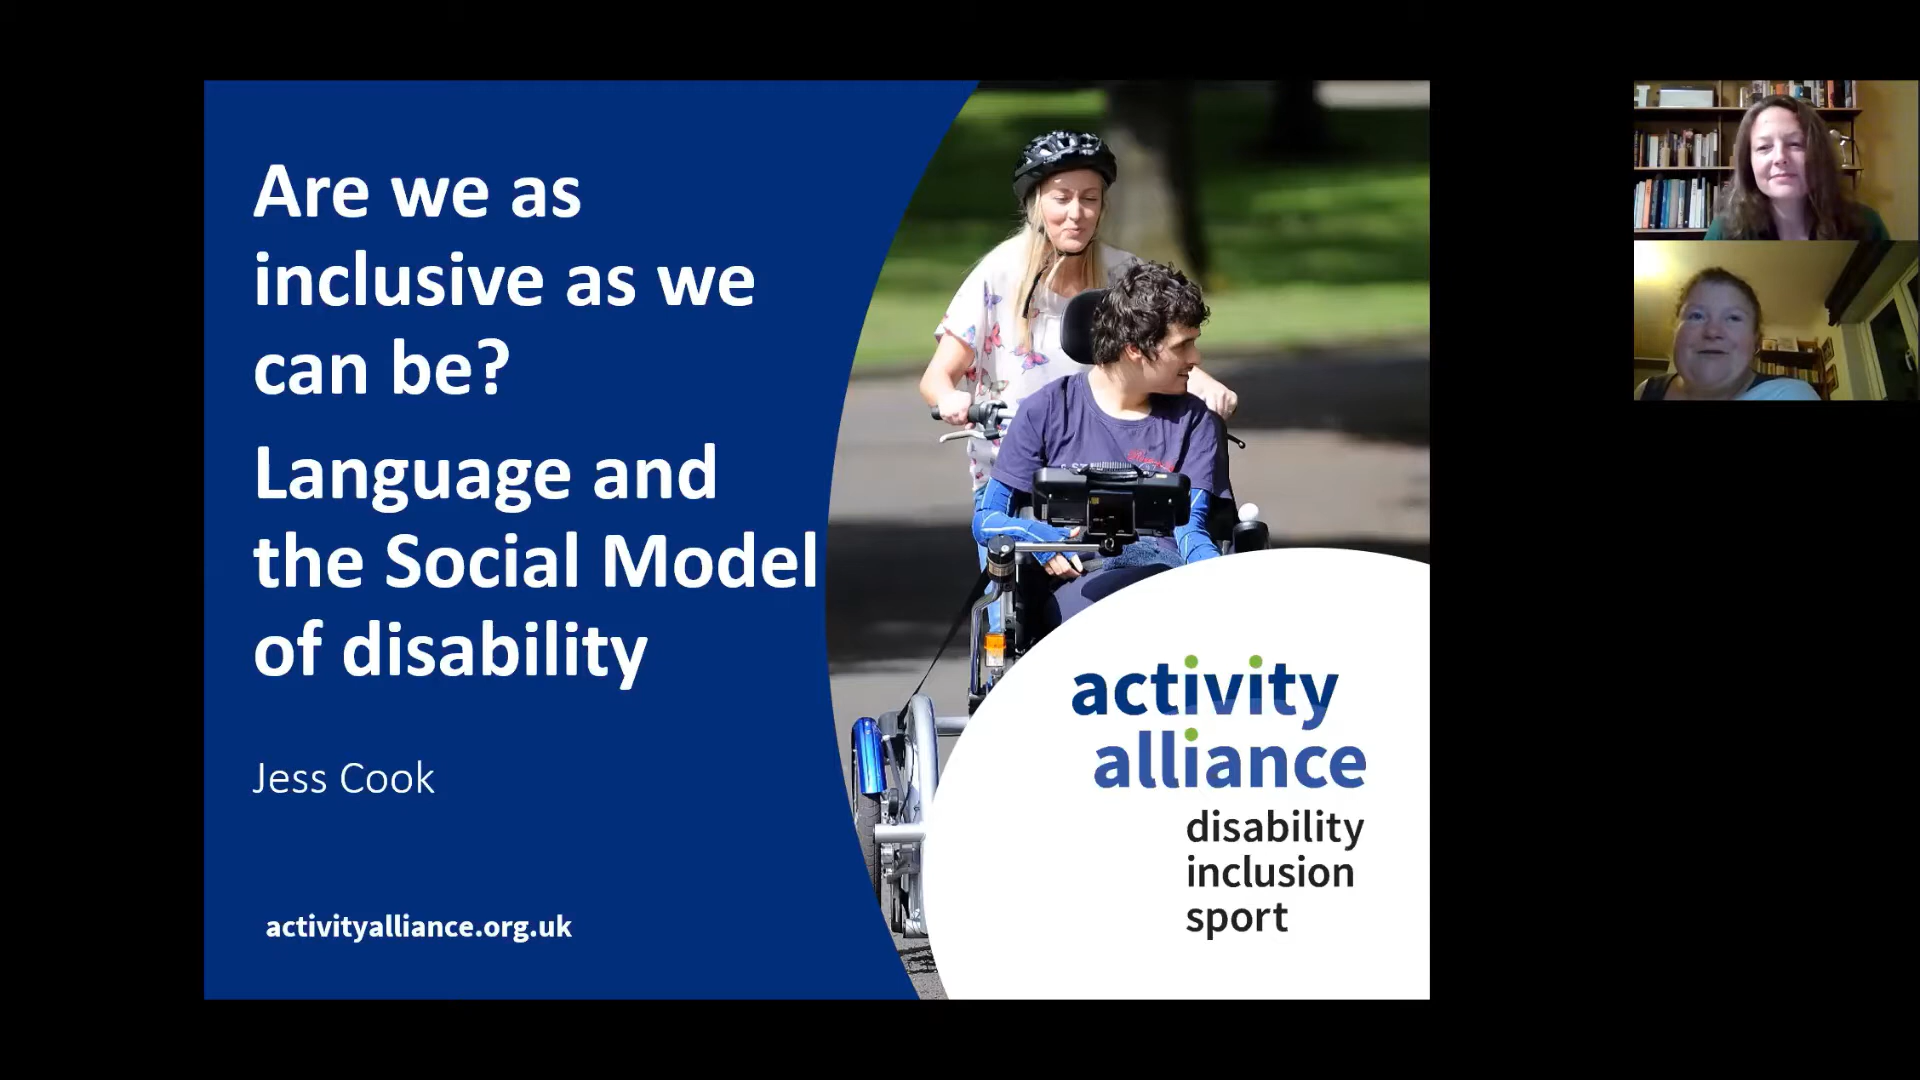 Are we as
inclusive as we
can be?
Language and
the Social Model
of disability
Jess Cook
activityalliance.org.uk
activity
alliance
disability
inclusion
sport